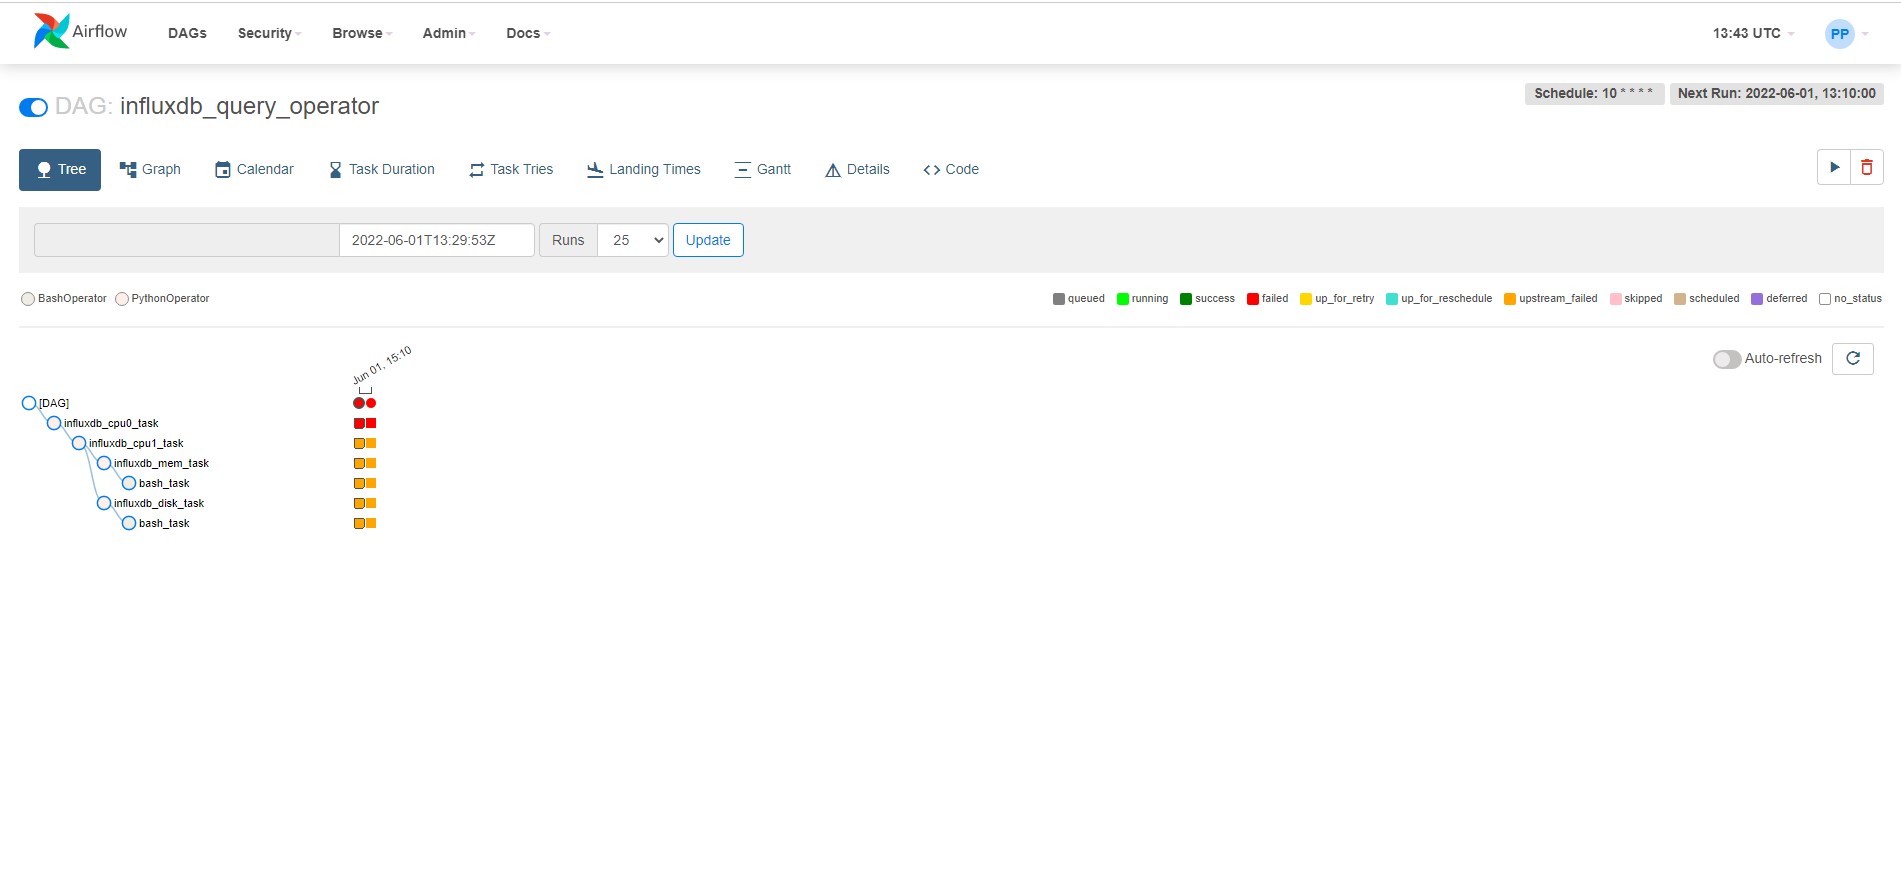 Airflow DAGs Security Browse Admin Docs 13:43 UTC PP
DAG: influxdb_query_operator
Schedule: 10 * * * * Next Run: 2022-06-01, 13:10:00
Tree Graph Calendar Task Duration Task Tries Landing Times Gantt Details <> Code
2022-06-01T13:29:53Z Runs 25 Update
BashOperator PythonOperator queued running success failed up_for_retry up_for_reschedule upstream_failed skipped scheduled deferred no_status
Jun 01, 15:10
Auto-refresh
[DAG]
influxdb_cpu0_task
influxdb_cpu1_task
influxdb_mem_task
bash_task
influxdb_disk_task
bash_task